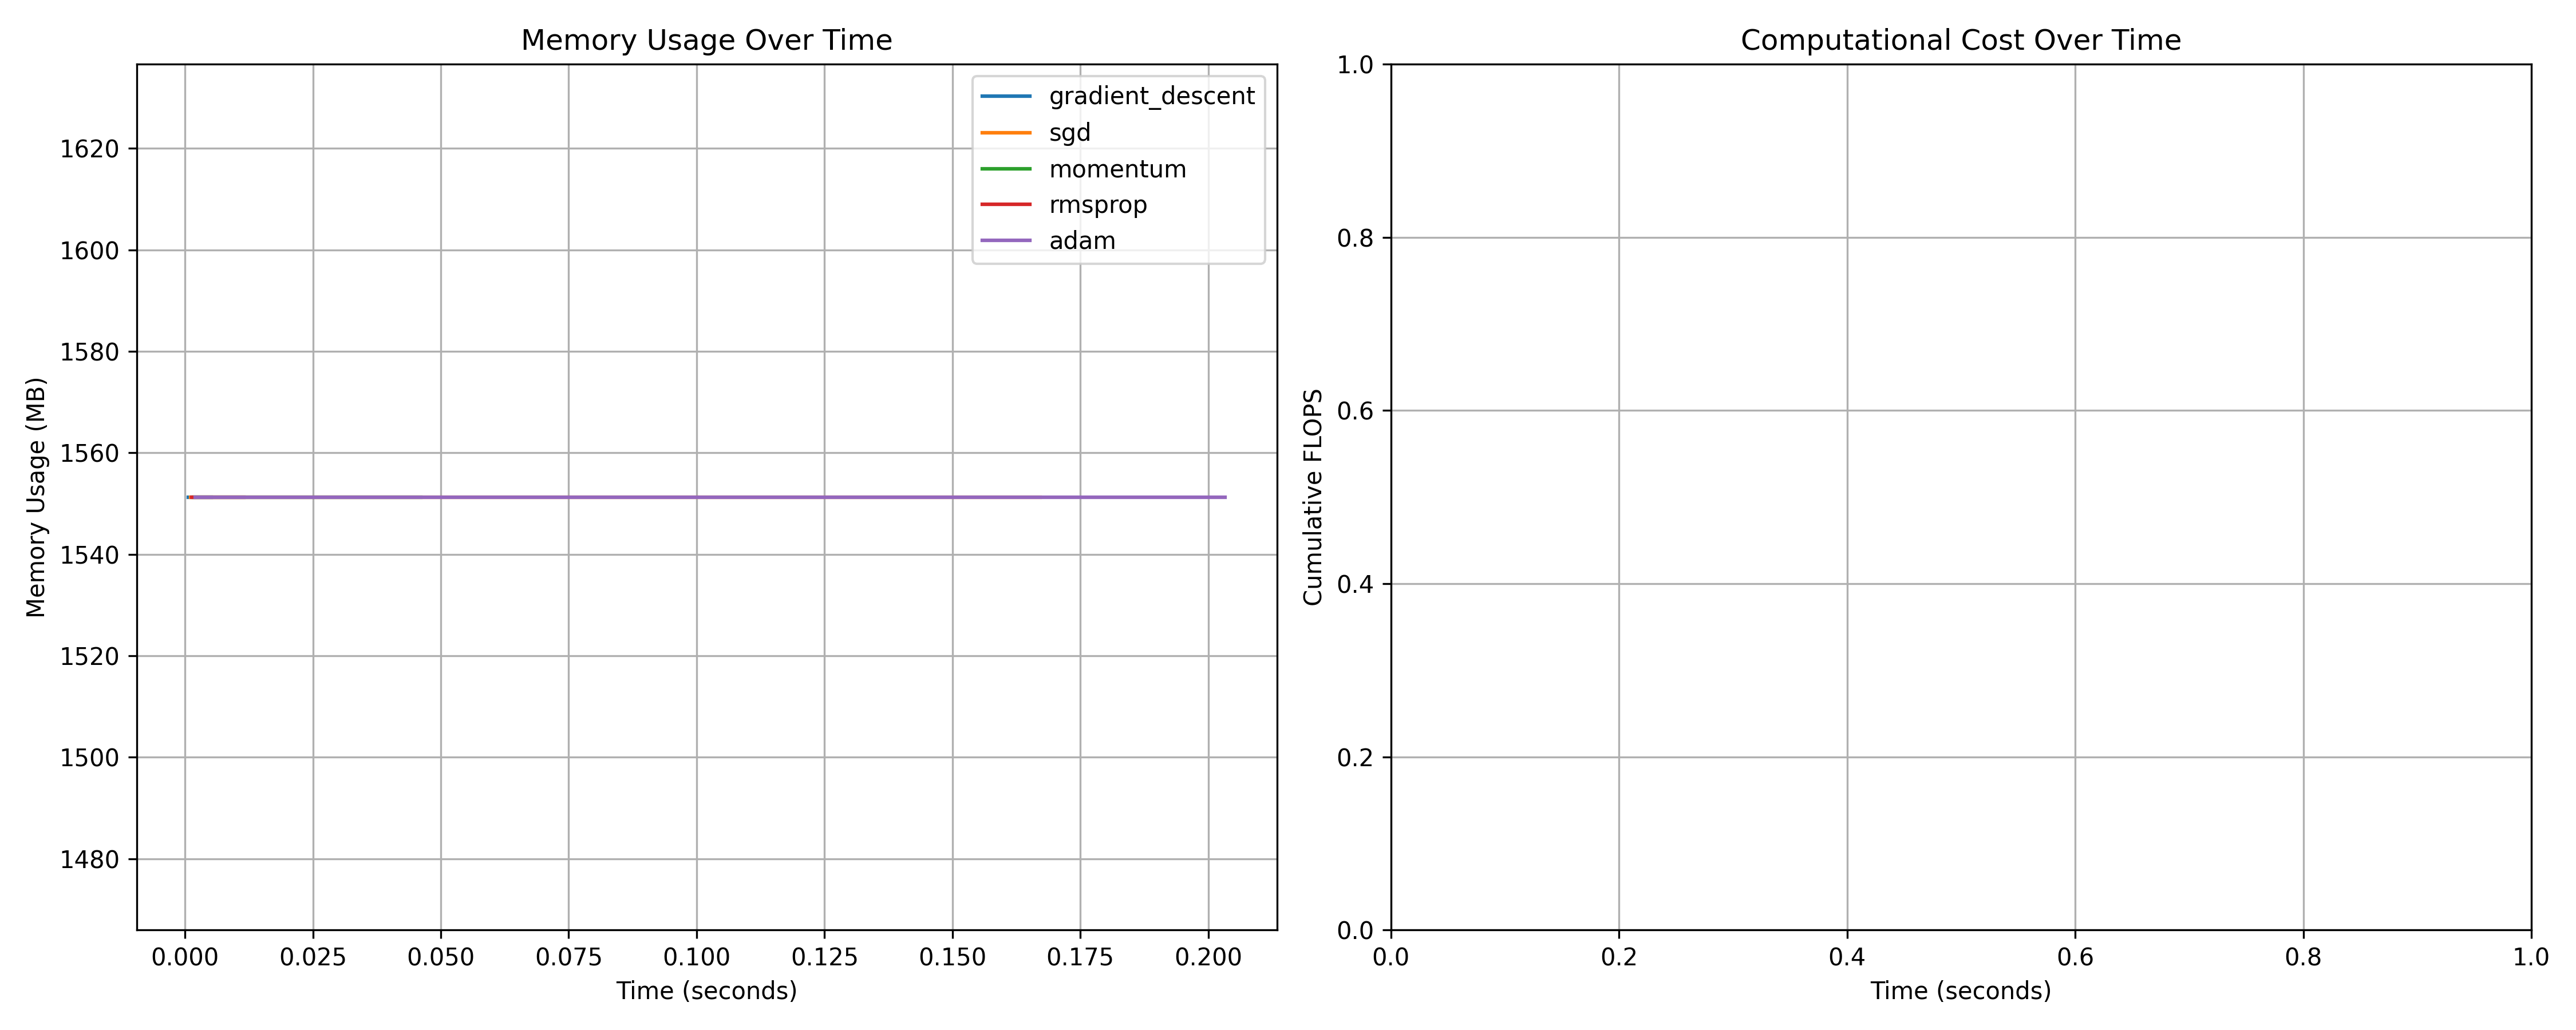 Memory Usage Over Time
Memory Usage (MB)
1620
1600
1580
1560
1540
1520
1500
1480
0.000 0.025 0.050 0.075 0.100 0.125 0.150 0.175 0.200
Time (seconds)
gradient_descent
sgd
momentum
rmsprop
adam
Computational Cost Over Time
Cumulative FLOPS
1.0
0.8
0.6
0.4
0.2
0.0
0.0 0.2 0.4 0.6 0.8 1.0
Time (seconds)